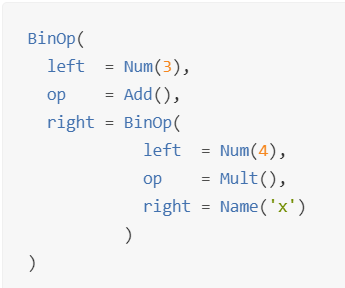 BinOp(
  left  = Num(3),
  op    = Add(),
  right = BinOp(
            left  = Num(4),
            op    = Mult(),
            right = Name('x')
          )
)